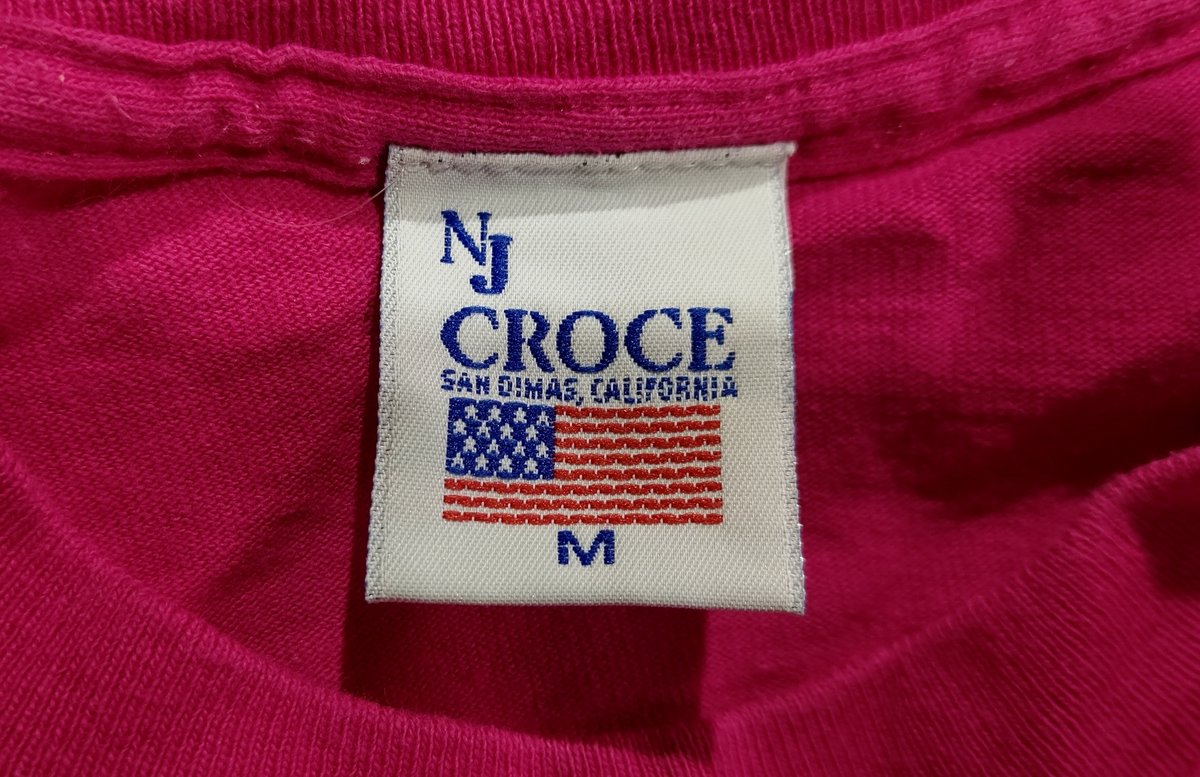 NJ
CROCE
SAN DIMAS, CALIFORNIA
M